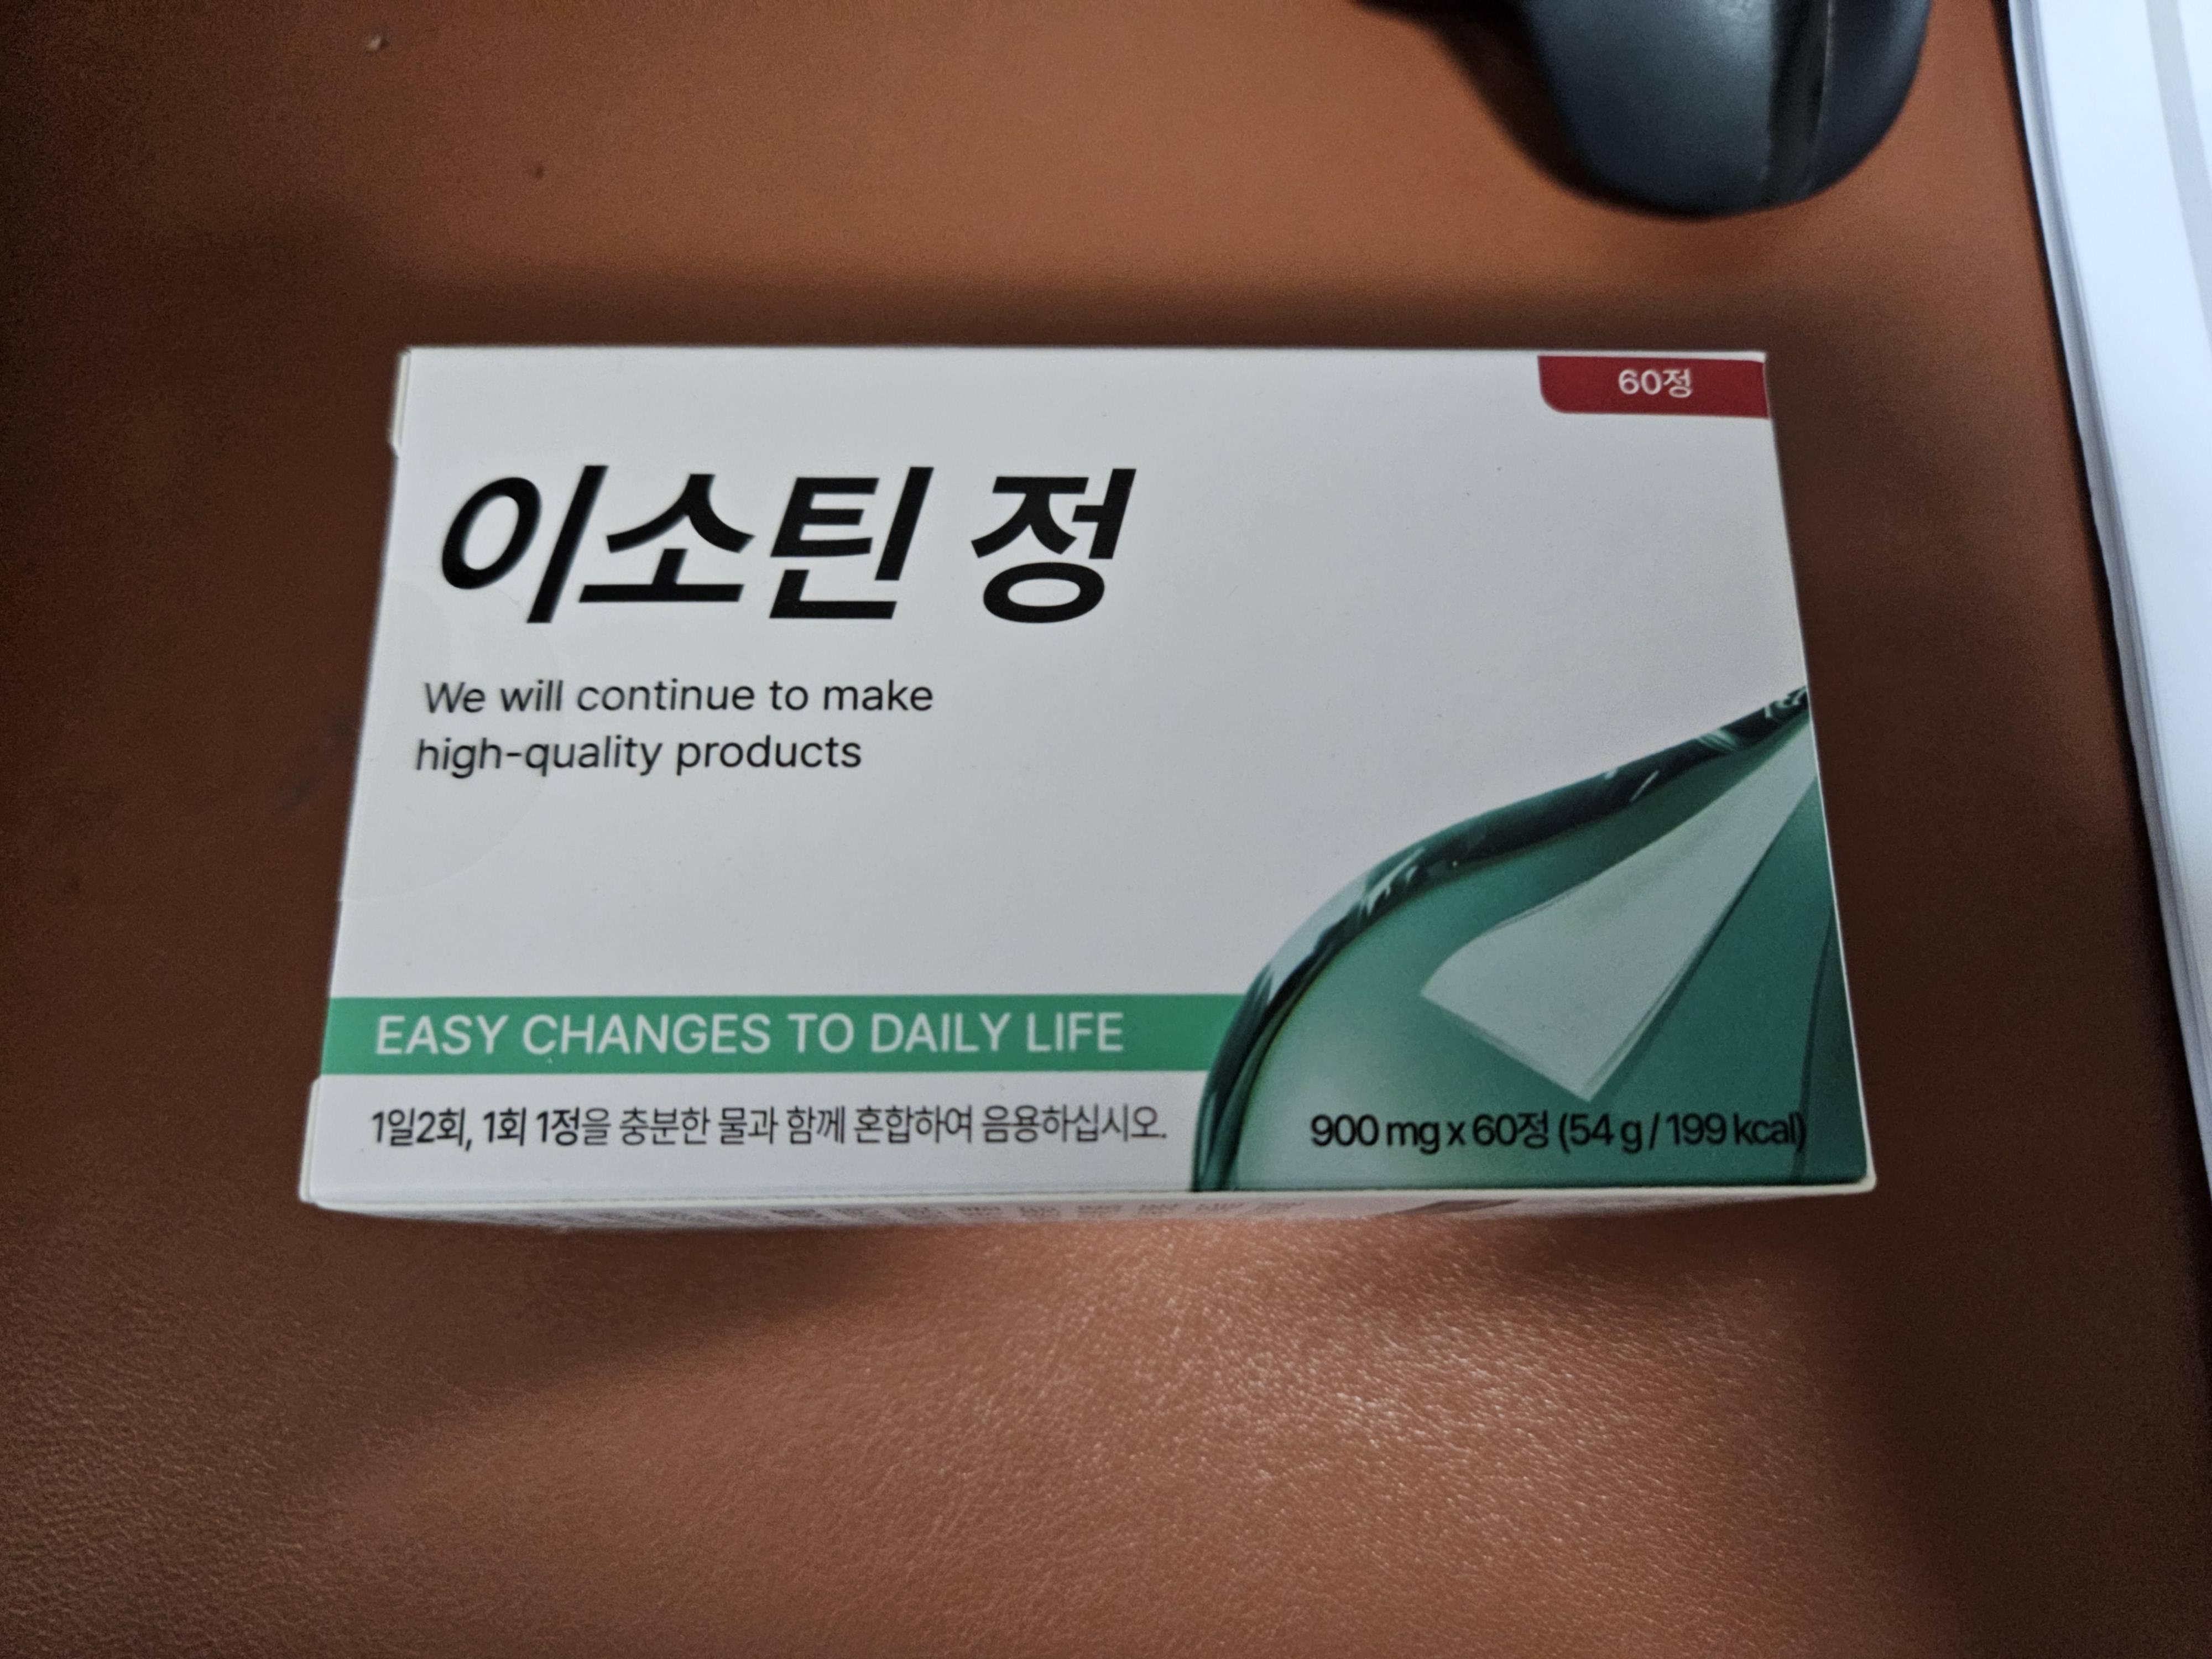 60정
이소틴 정
We will continue to make
high-quality products
EASY CHANGES TO DAILY LIFE
1일2회, 1회 1정을 충분한 물과 함께 혼합하여 음용하십시오.
900 mg x 60정 (54 g / 199 kcal)